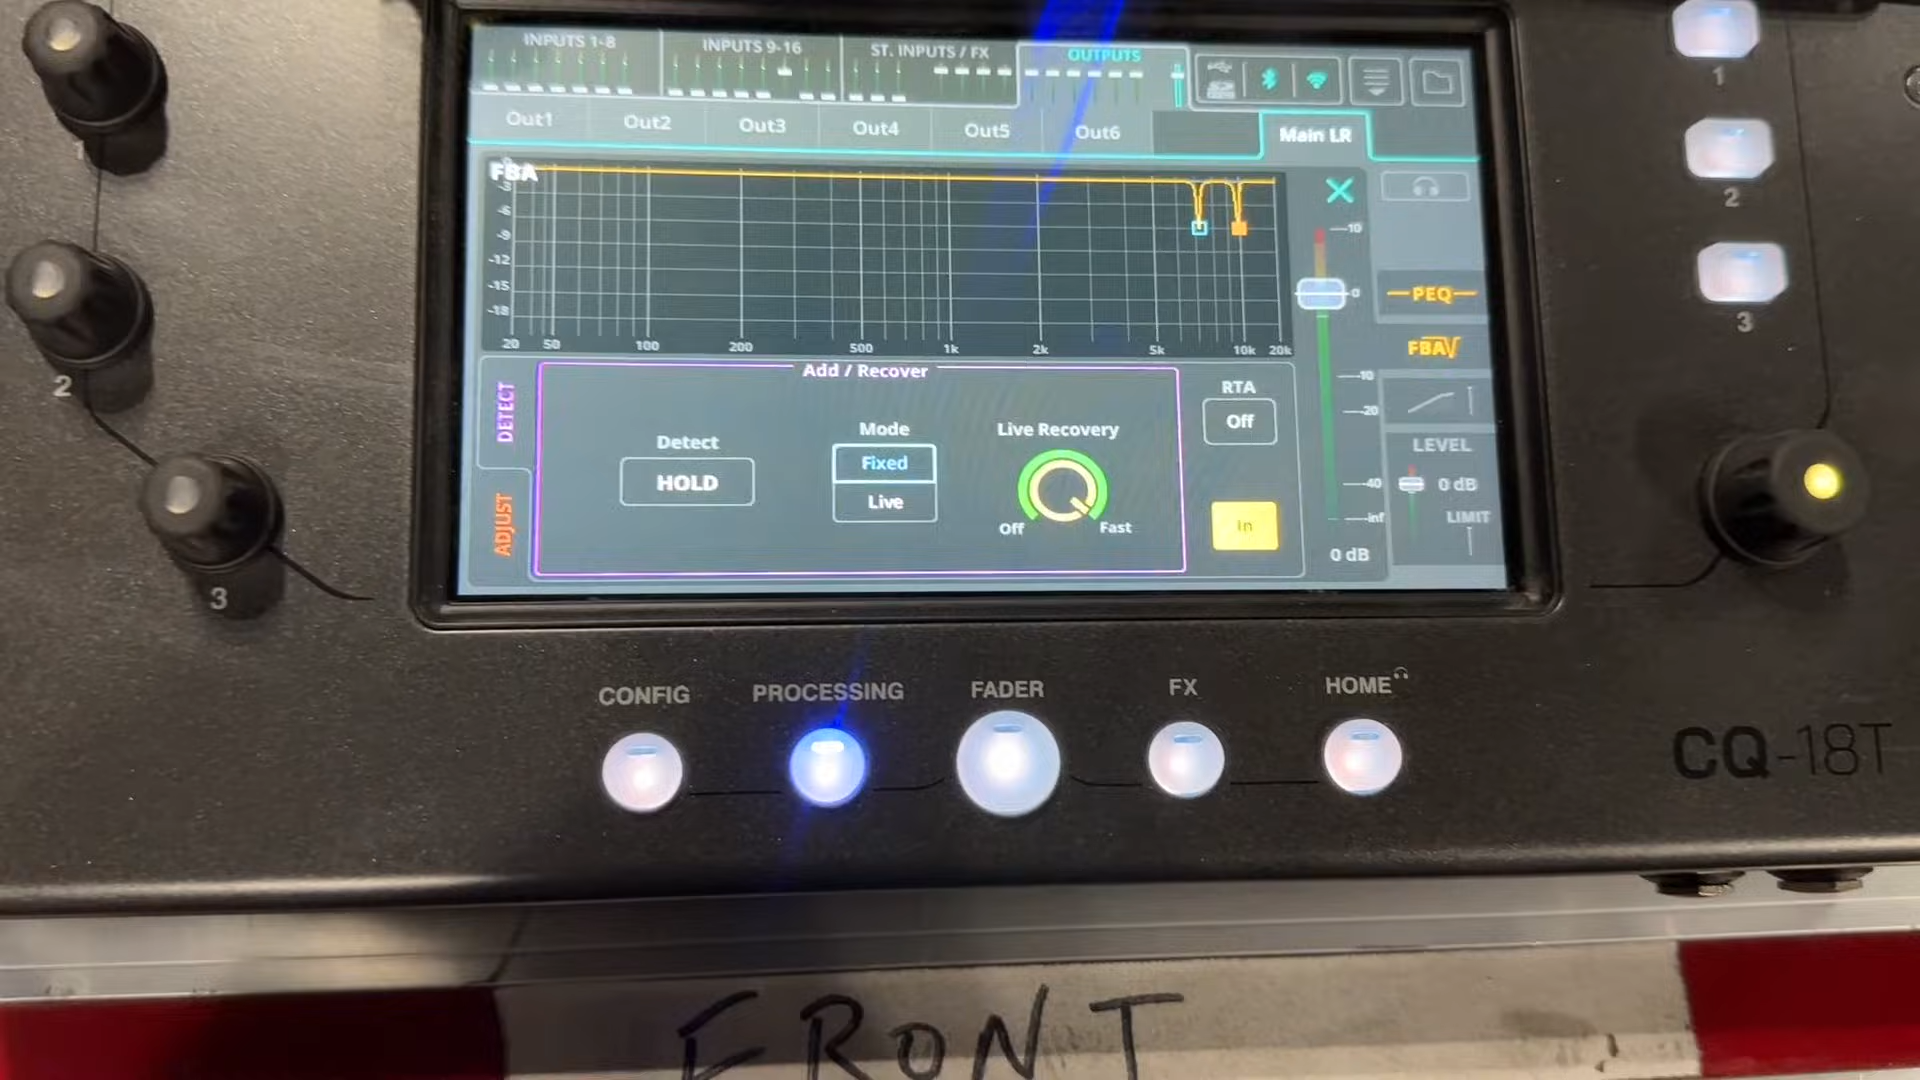 INPUTS 1-8 INPUTS 9-16 ST. INPUTS / FX OUTPUTS
Out1 Out2 Out3 Out4 Out5 Out6 Main LR
FBA
0
-3
-6
-9
-12
-15
-18
20 50 100 200 500 1k 2k 5k 10k 20k
10
0
-10
-20
-40
-inf
0 dB
PEQ
FBA
LEVEL
0 dB
LIMIT
DETECT
ADJUST
Add / Recover
Detect
HOLD
Mode
Fixed
Live
Live Recovery
Off Fast
RTA
Off
In
1
2
3
2
3
CONFIG PROCESSING FADER FX HOME
CQ-18T
FRONT